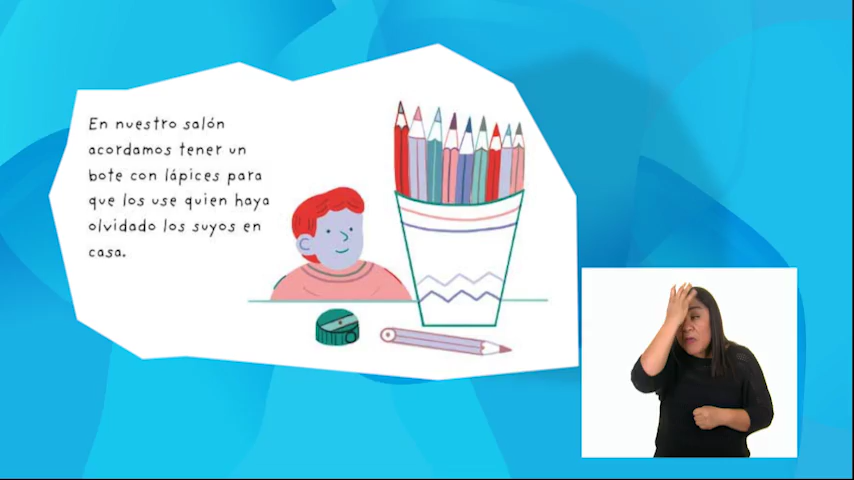 En nuestro salón
acordamos tener un
bote con lápices para
que los use quien haya
olvidado los suyos en
casa.